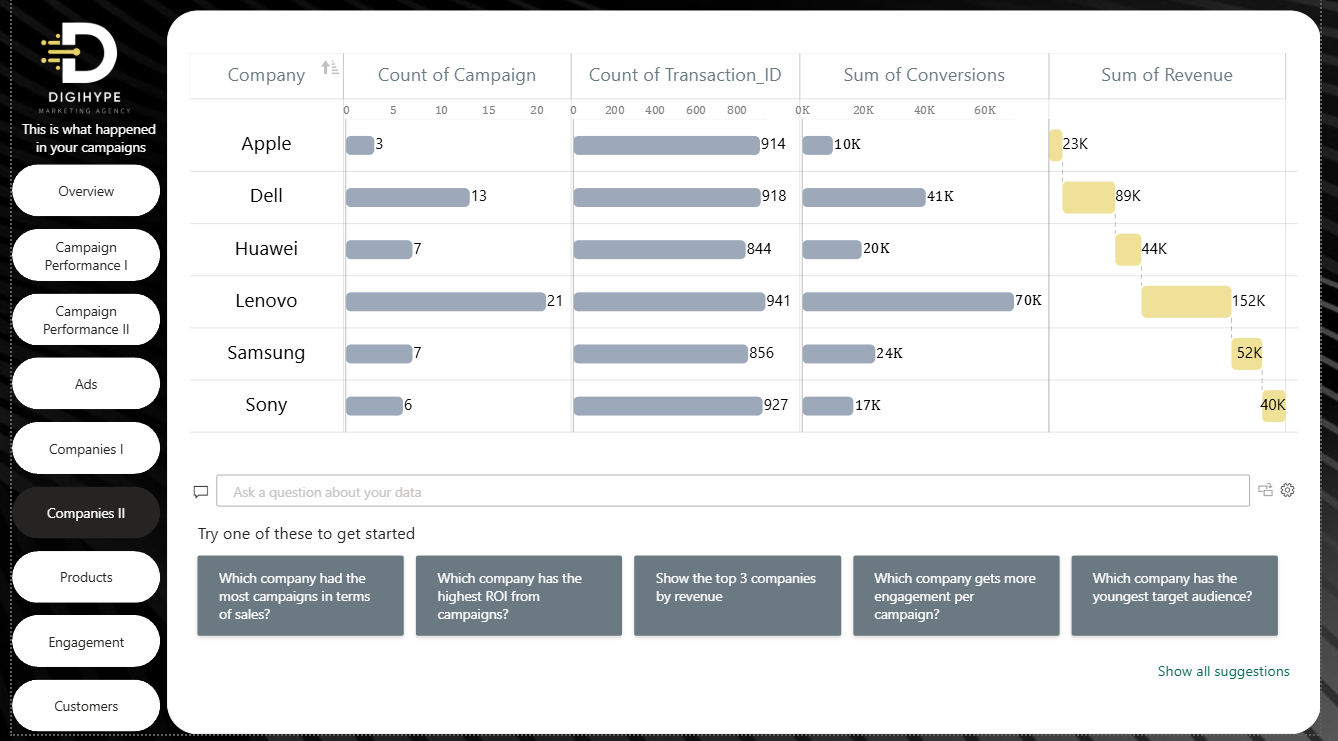 DIGIHYPE
MARKETING AGENCY
This is what happened
in your campaigns
Overview
Campaign
Performance I
Campaign
Performance II
Ads
Companies I
Companies II
Products
Engagement
Customers
Company Count of Campaign Count of Transaction_ID Sum of Conversions Sum of Revenue
0 5 10 15 20 0 200 400 600 800 0K 20K 40K 60K
Apple 3 914 10K 23K
Dell 13 918 41K 89K
Huawei 7 844 20K 44K
Lenovo 21 941 70K 152K
Samsung 7 856 24K 52K
Sony 6 927 17K 40K
Ask a question about your data
Try one of these to get started
Which company had the
most campaigns in terms
of sales?
Which company has the
highest ROI from
campaigns?
Show the top 3 companies
by revenue
Which company gets more
engagement per
campaign?
Which company has the
youngest target audience?
Show all suggestions